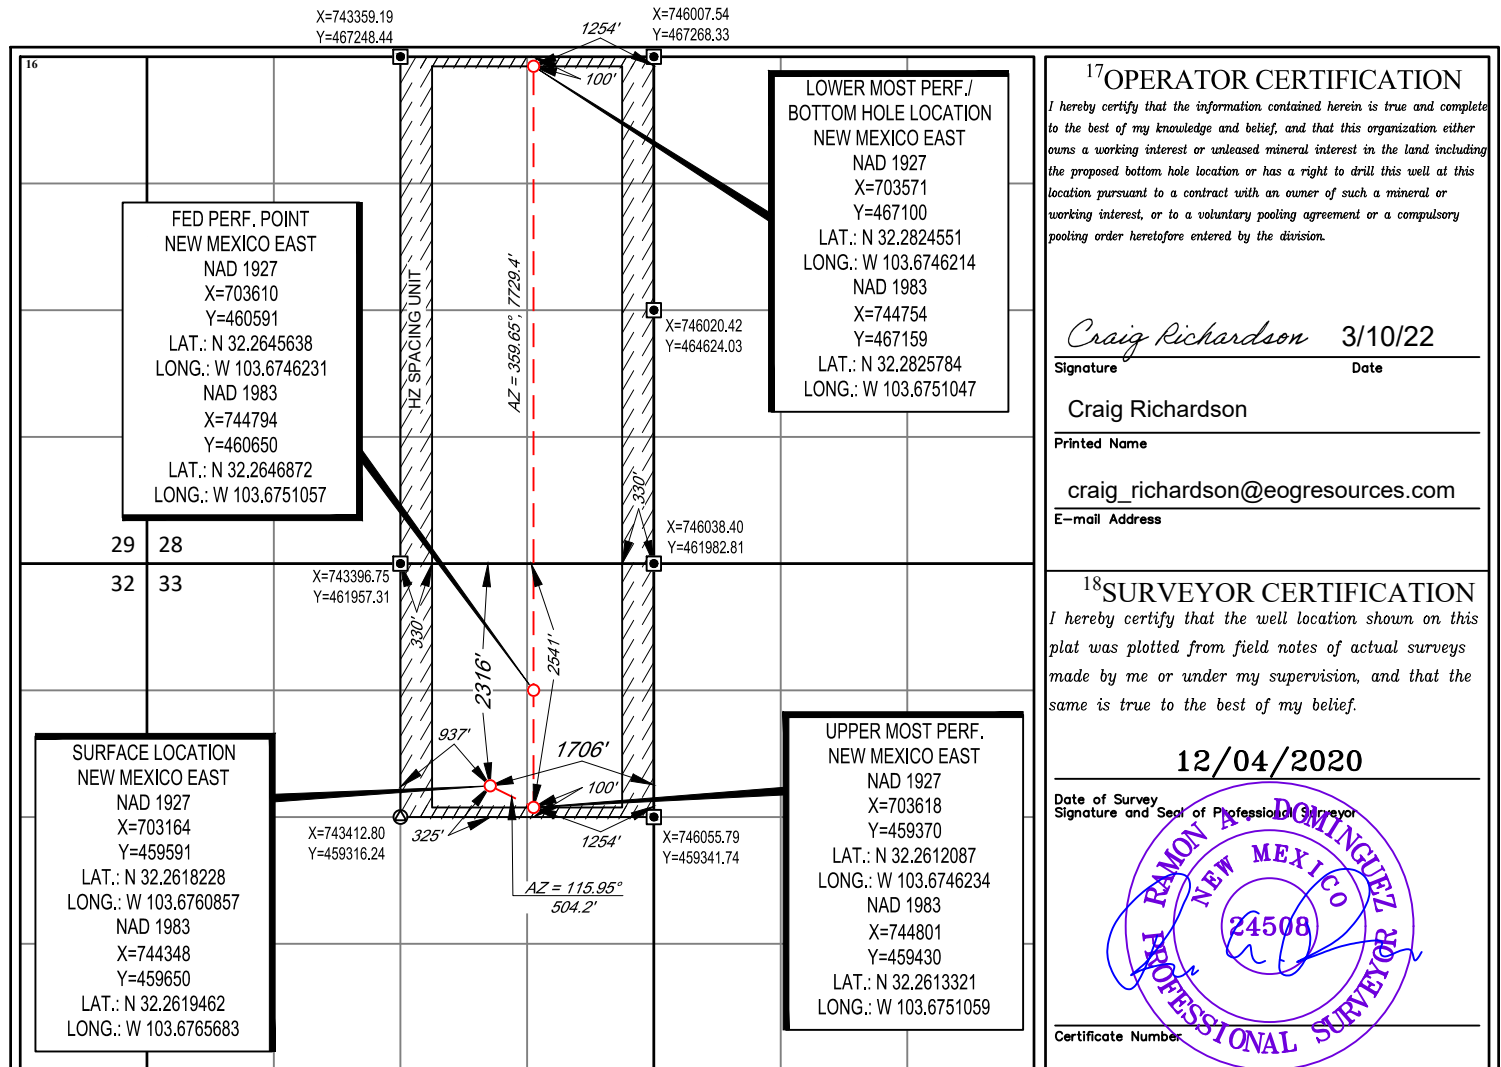 X=743359.19
Y=467248.44
1254'
X=746007.54
Y=467268.33
16
100'
LOWER MOST PERF./
BOTTOM HOLE LOCATION
NEW MEXICO EAST
NAD 1927
X=703571
Y=467100
LAT.: N 32.2824551
LONG.: W 103.6746214
NAD 1983
X=744754
Y=467159
LAT.: N 32.2825784
LONG.: W 103.6751047
FED PERF. POINT
NEW MEXICO EAST
NAD 1927
X=703610
Y=460591
LAT.: N 32.2645638
LONG.: W 103.6746231
NAD 1983
X=744794
Y=460650
LAT.: N 32.2646872
LONG.: W 103.6751057
HZ SPACING UNIT
AZ = 359.65°, 7729.4'
X=746020.42
Y=464624.03
330'
X=746038.40
Y=461982.81
29 28
32 33
X=743396.75
Y=461957.31
330'
2316'
2541'
937'
1706'
100'
SURFACE LOCATION
NEW MEXICO EAST
NAD 1927
X=703164
Y=459591
LAT.: N 32.2618228
LONG.: W 103.6760857
NAD 1983
X=744348
Y=459650
LAT.: N 32.2619462
LONG.: W 103.6765683
X=743412.80
Y=459316.24
325'
1254'
X=746055.79
Y=459341.74
AZ = 115.95°
504.2'
UPPER MOST PERF.
NEW MEXICO EAST
NAD 1927
X=703618
Y=459370
LAT.: N 32.2612087
LONG.: W 103.6746234
NAD 1983
X=744801
Y=459430
LAT.: N 32.2613321
LONG.: W 103.6751059
17OPERATOR CERTIFICATION
I hereby certify that the information contained herein is true and complete
to the best of my knowledge and belief, and that this organization either
owns a working interest or unleased mineral interest in the land including
the proposed bottom hole location or has a right to drill this well at this
location pursuant to a contract with an owner of such a mineral or
working interest, or to a voluntary pooling agreement or a compulsory
pooling order heretofore entered by the division.
Craig Richardson 3/10/22
Signature Date
Craig Richardson
Printed Name
craig_richardson@eogresources.com
E-mail Address
18SURVEYOR CERTIFICATION
I hereby certify that the well location shown on this
plat was plotted from field notes of actual surveys
made by me or under my supervision, and that the
same is true to the best of my belief.
12/04/2020
Date of Survey
Signature and Seal of Professional Surveyor
RAMON A. DOMINGUEZ
NEW MEXICO
24508
PROFESSIONAL SURVEYOR
Certificate Number